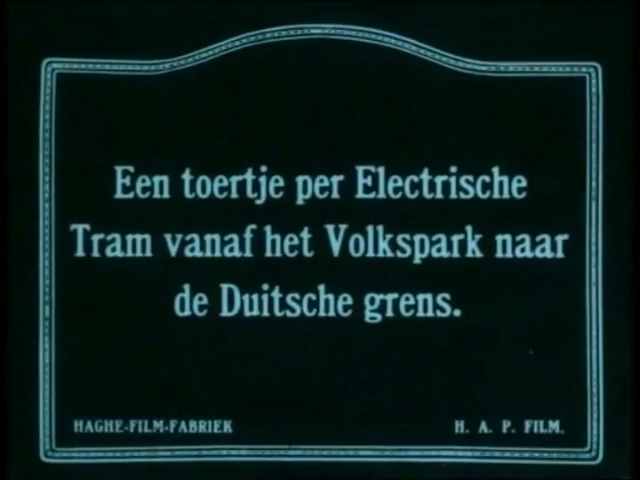 Een toertje per Electrische
Tram vanaf het Volkspark naar
de Duitsche grens.
HAGHE-FILM-FABRIEK H. A. P. FILM.